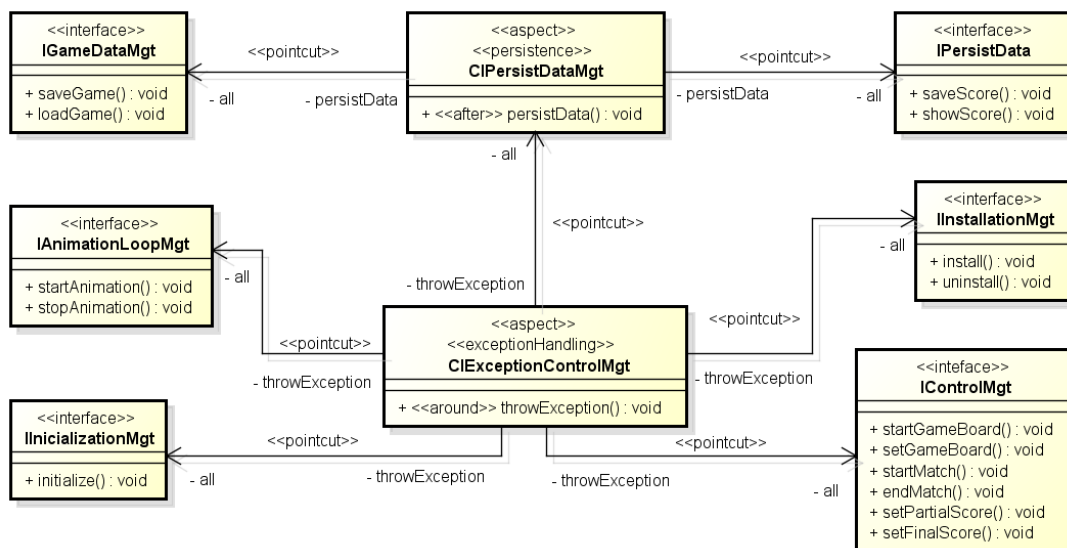 <<interface>>
IGameDataMgt
+ saveGame() : void
+ loadGame() : void
<<pointcut>>
- all
- persistData
<<aspect>>
<<persistence>>
CIPersistDataMgt
+ <<after>> persistData() : void
<<pointcut>>
- persistData
- all
<<interface>>
IPersistData
+ saveScore() : void
+ showScore() : void
- all
<<pointcut>>
- throwException
<<interface>>
IAnimationLoopMgt
+ startAnimation() : void
+ stopAnimation() : void
- all
<<pointcut>>
- throwException
<<interface>>
IInstallationMgt
+ install() : void
+ uninstall() : void
- all
<<pointcut>>
- throwException
<<aspect>>
<<exceptionHandling>>
CIExceptionControlMgt
+ <<around>> throwException() : void
<<interface>>
IInicializationMgt
+ initialize() : void
- all
<<pointcut>>
- throwException
<<pointcut>>
- throwException
- all
<<inteface>>
IControlMgt
+ startGameBoard() : void
+ setGameBoard() : void
+ startMatch() : void
+ endMatch() : void
+ setPartialScore() : void
+ setFinalScore() : void